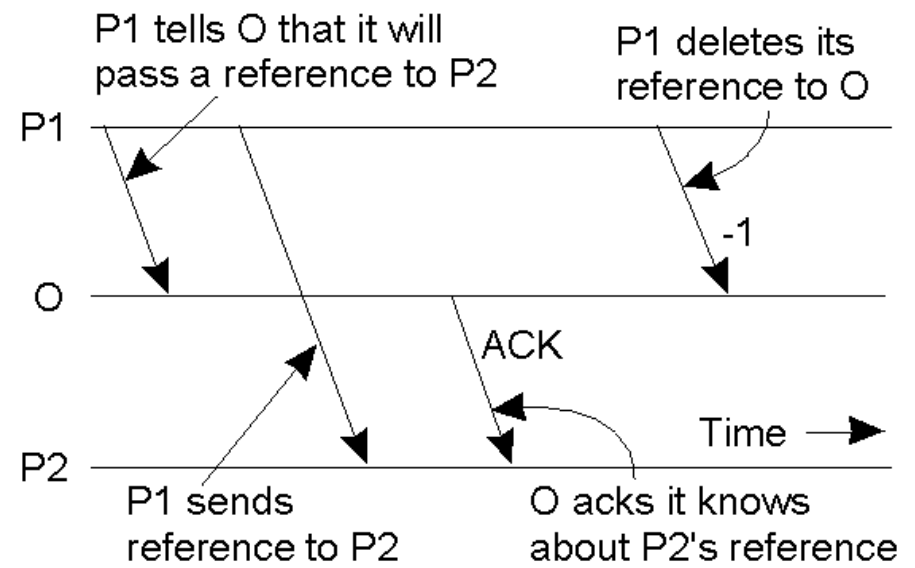 P1 tells O that it will
pass a reference to P2
P1 deletes its
reference to O
P1
-1
O
ACK
Time
P2
P1 sends
reference to P2
O acks it knows
about P2's reference